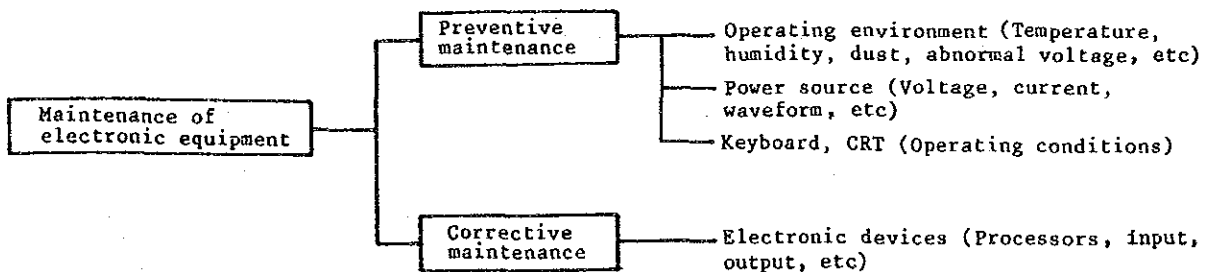 Preventive
maintenance
Operating environment (Temperature,
humidity, dust, abnormal voltage, etc)
Power source (Voltage, current,
waveform, etc)
Maintenance of
electronic equipment
Keyboard, CRT (Operating conditions)
Corrective
maintenance
Electronic devices (Processors, input,
output, etc)